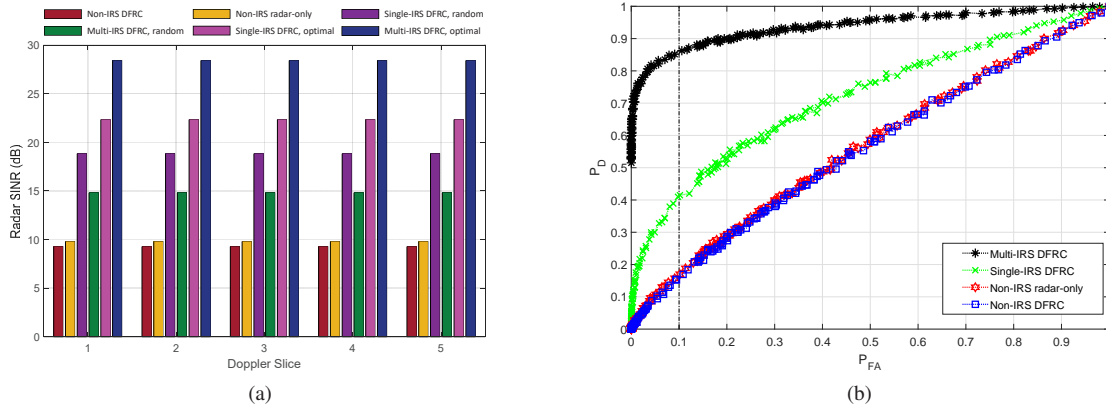 Non-IRS DFRC
Non-IRS radar-only
Single-IRS DFRC, random
Multi-IRS DFRC, random
Single-IRS DFRC, optimal
Multi-IRS DFRC, optimal
30
25
20
15
10
5
0
Radar SINR (dB)
1 2 3 4 5
Doppler Slice
(a)
1
0.9
0.8
0.7
0.6
0.5
0.4
0.3
0.2
0.1
0
P_D
Multi-IRS DFRC
Single-IRS DFRC
Non-IRS radar-only
Non-IRS DFRC
0 0.1 0.2 0.3 0.4 0.5 0.6 0.7 0.8 0.9
P_FA
(b)